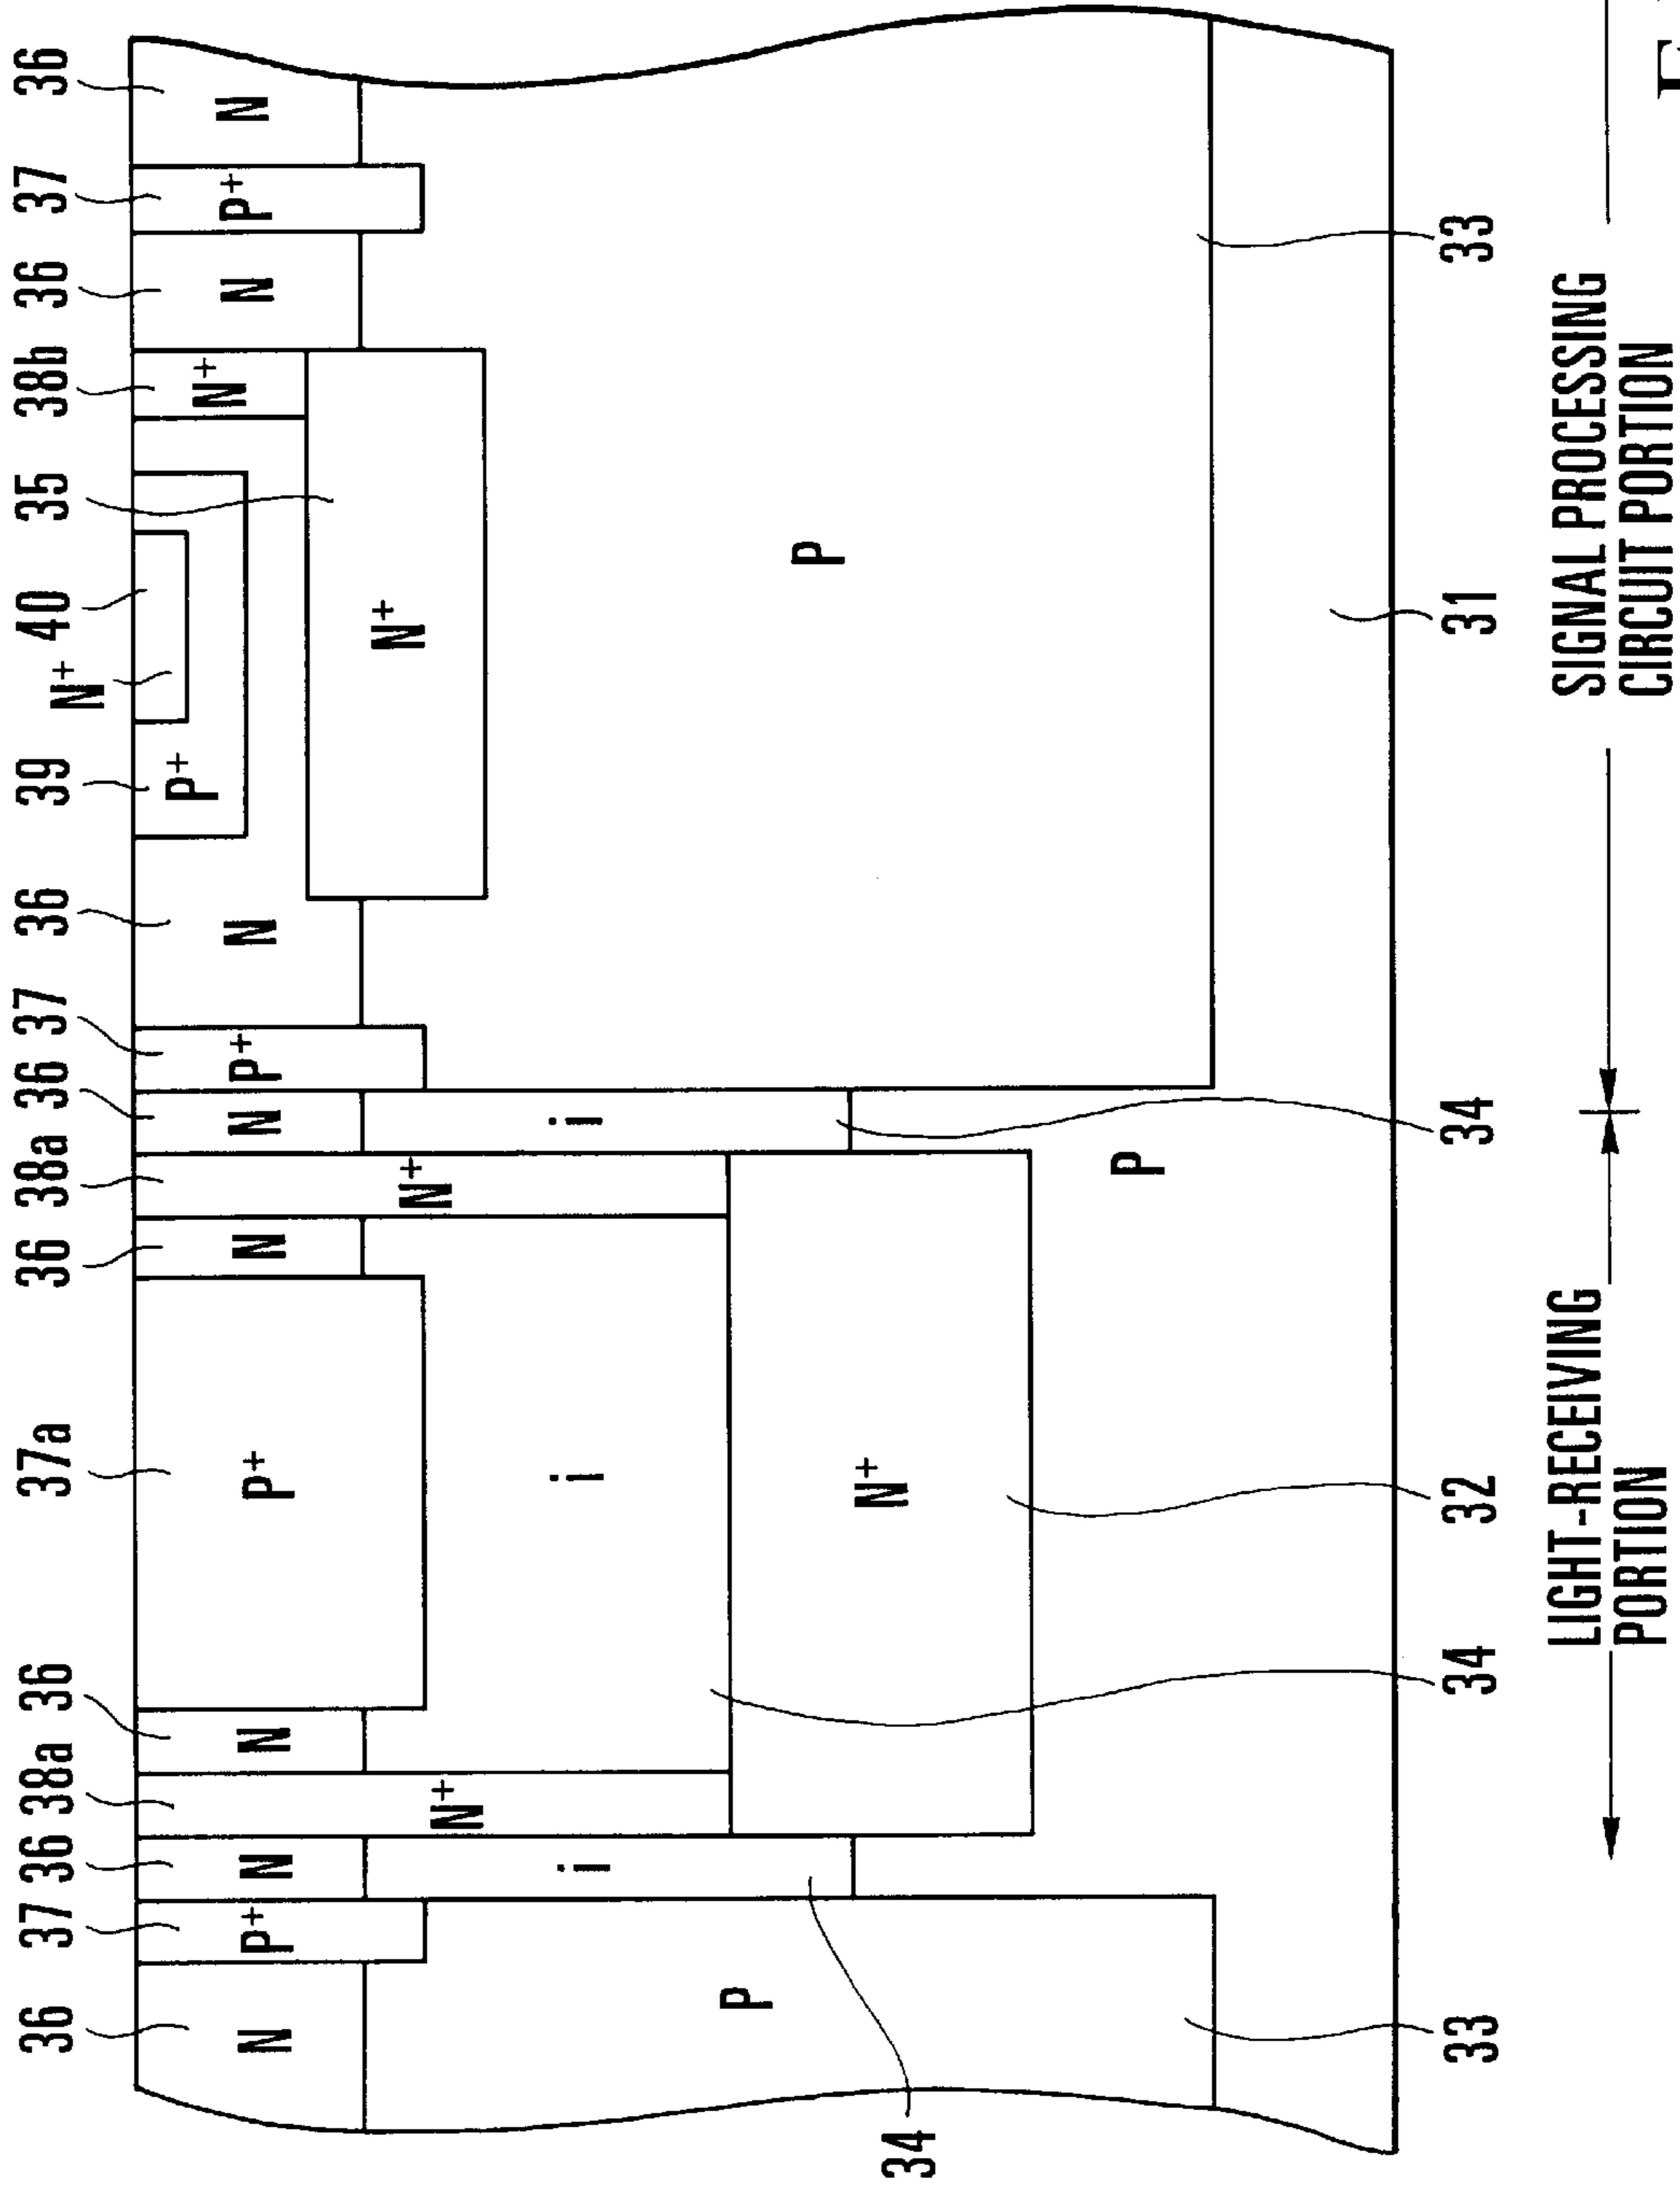 36 37 36 38a 36 37a 36 38a 36 37 36 39 40 35 38b 36 37 36
N⁺
N P⁺ N N⁺ N P⁺ N N⁺ N P⁺ N P⁺ N⁺ N⁺ N P⁺ N
i i i
P N⁺ P P
34
33 34 32 34 31 33
LIGHT-RECEIVING
PORTION
SIGNAL PROCESSING
CIRCUIT PORTION